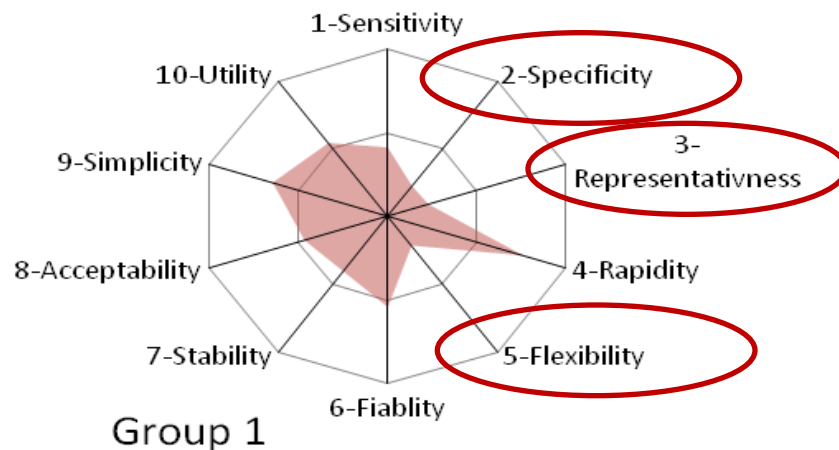 1-Sensitivity
10-Utility
2-Specificity
9-Simplicity
3-
Representativness
8-Acceptability
4-Rapidity
7-Stability
5-Flexibility
6-Fiablity
Group 1